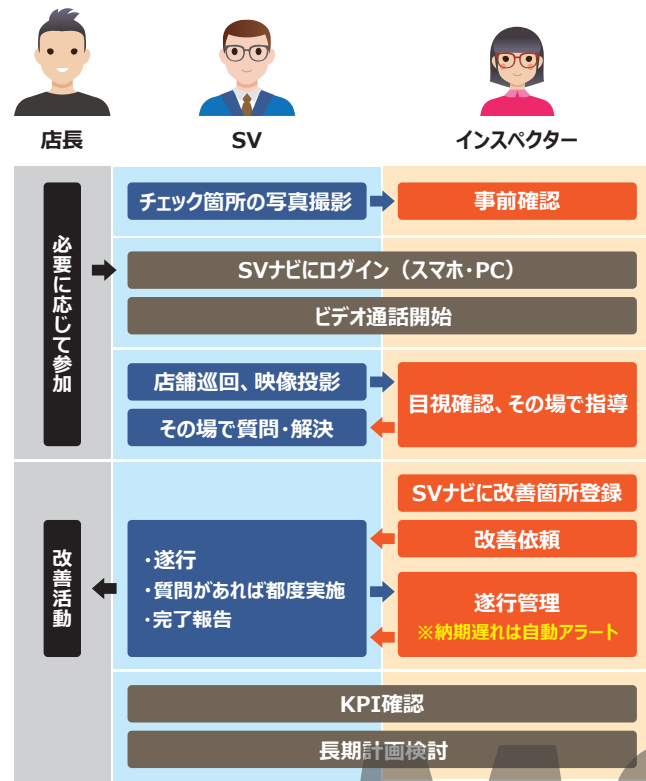 店長
SV
インスペクター
必要に応じて参加
チェック箇所の写真撮影
事前確認
SVナビにログイン（スマホ・PC）
ビデオ通話開始
店舗巡回、映像投影
目視確認、その場で指導
その場で質問・解決
SVナビに改善箇所登録
改善依頼
改善活動
・遂行
・質問があれば都度実施
・完了報告
遂行管理
※納期遅れは自動アラート
KPI確認
長期計画検討